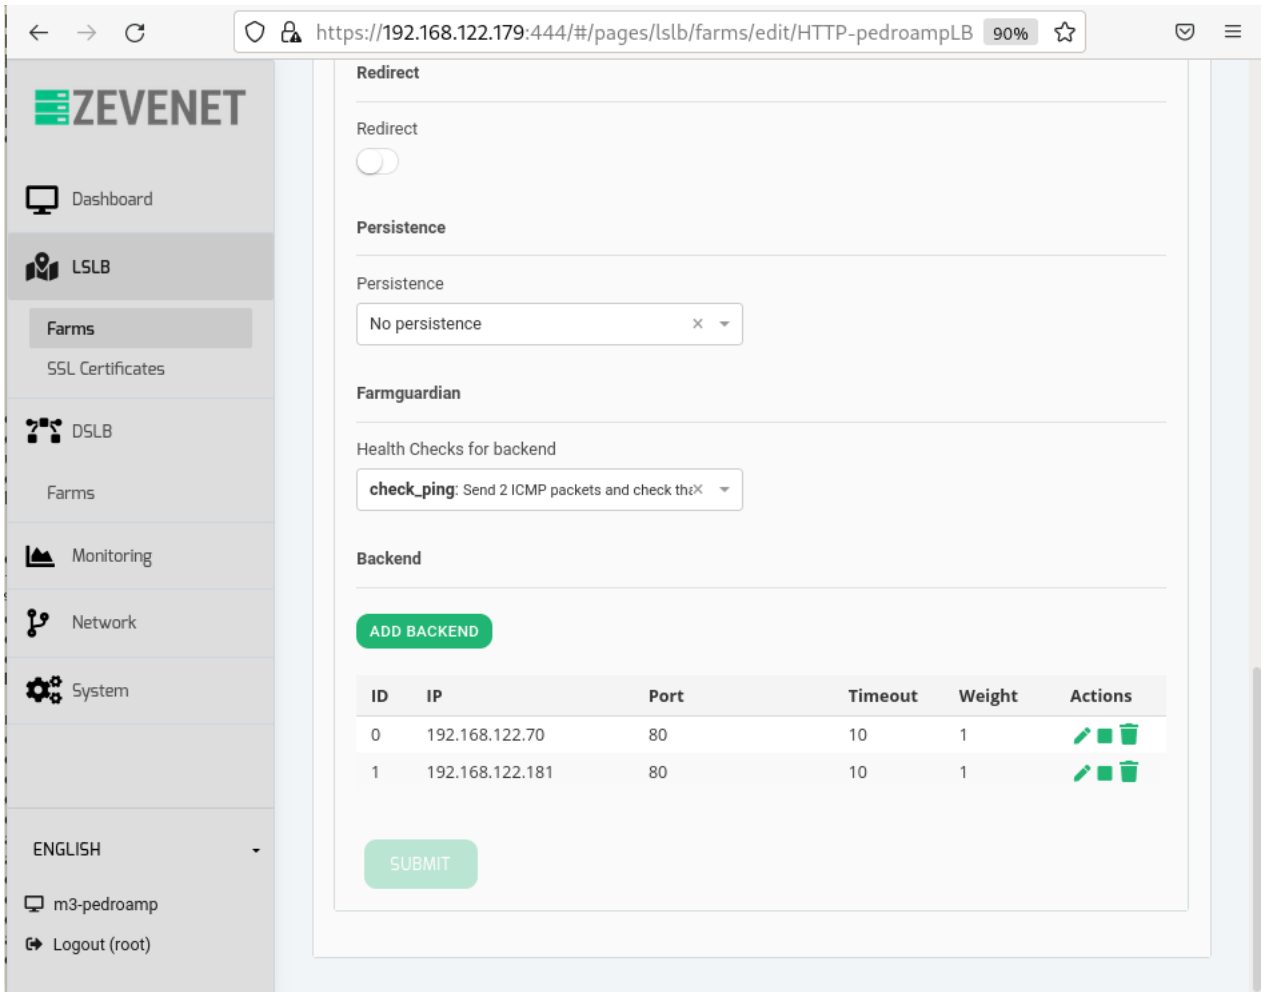 https://192.168.122.179:444/#/pages/lslb/farms/edit/HTTP-pedroampLB 90%
ZEVENET
Dashboard
LSLB
Farms
SSL Certificates
DSLB
Farms
Monitoring
Network
System
ENGLISH
m3-pedroamp
Logout (root)
Redirect
Redirect
Persistence
Persistence
No persistence
Farmguardian
Health Checks for backend
check_ping: Send 2 ICMP packets and check tha
Backend
ADD BACKEND
ID IP Port Timeout Weight Actions
0 192.168.122.70 80 10 1
1 192.168.122.181 80 10 1
SUBMIT